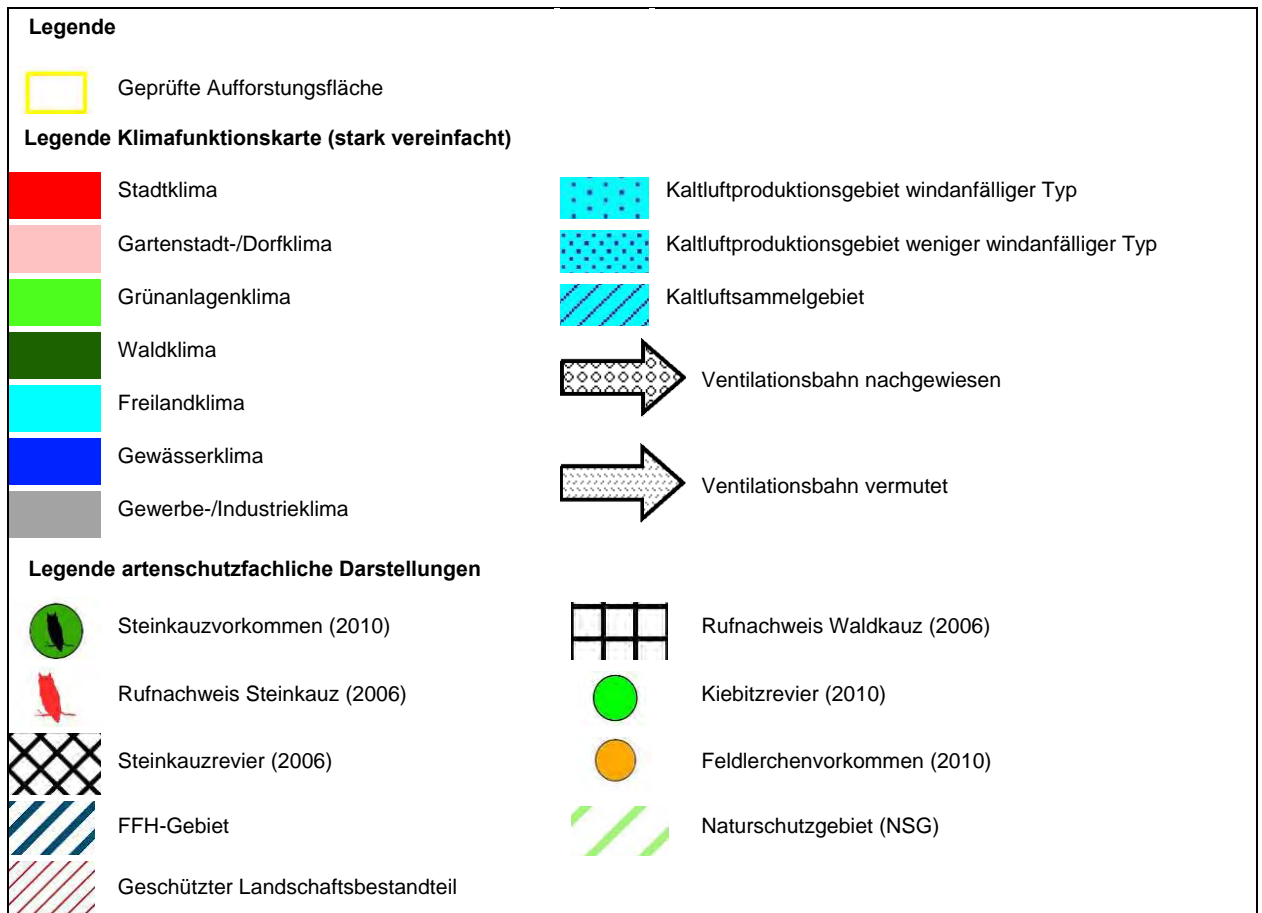 Legende
Geprüfte Aufforstungsfläche
Legende Klimafunktionskarte (stark vereinfacht)
Stadtklima
Kaltluftproduktionsgebiet windanfälliger Typ
Gartenstadt-/Dorfklima
Kaltluftproduktionsgebiet weniger windanfälliger Typ
Grünanlagenklima
Kaltluftsammelgebiet
Waldklima
Ventilationsbahn nachgewiesen
Freilandklima
Gewässerklima
Ventilationsbahn vermutet
Gewerbe-/Industrieklima
Legende artenschutzfachliche Darstellungen
Steinkauzvorkommen (2010)
Rufnachweis Waldkauz (2006)
Rufnachweis Steinkauz (2006)
Kiebitzrevier (2010)
Steinkauzrevier (2006)
Feldlerchenvorkommen (2010)
FFH-Gebiet
Naturschutzgebiet (NSG)
Geschützter Landschaftsbestandteil